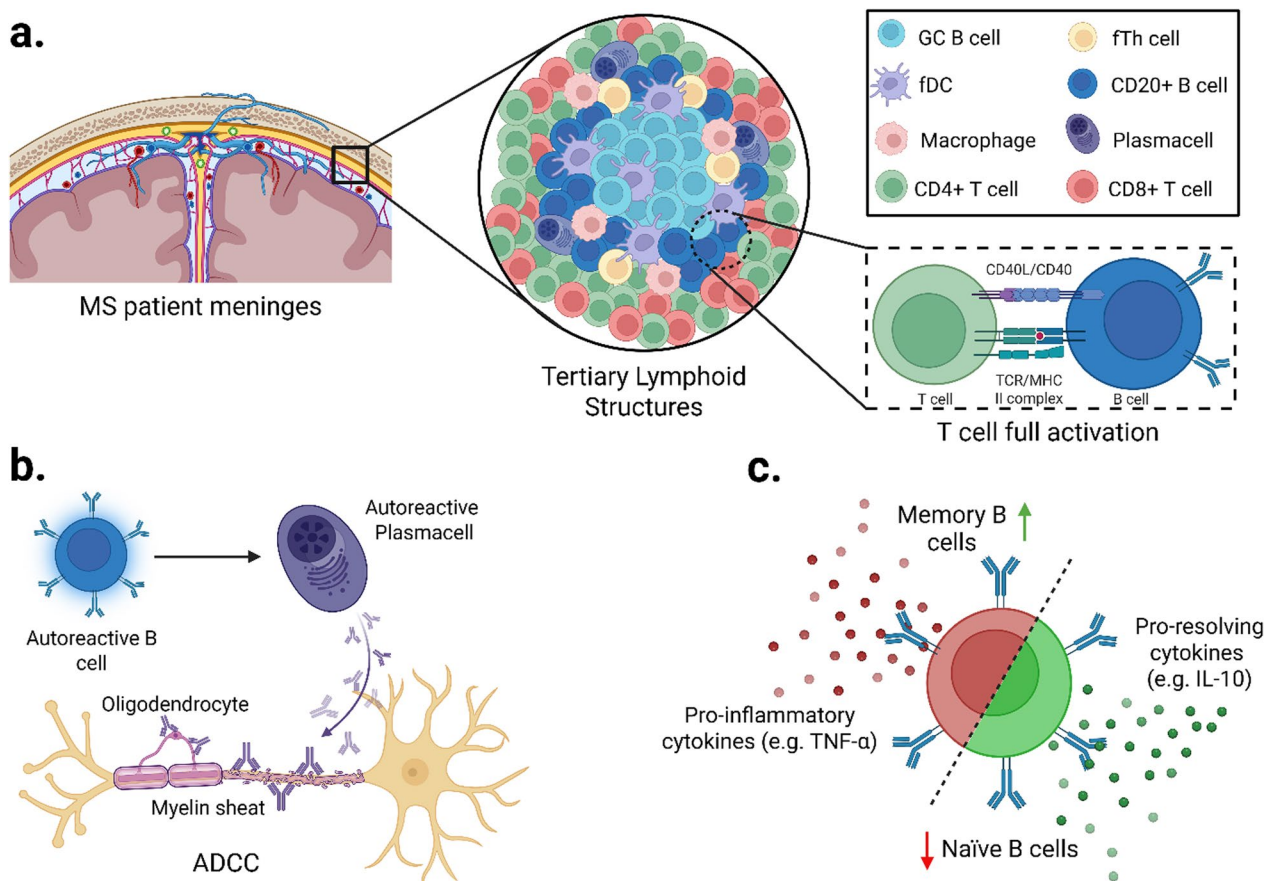 a.
GC B cell
fTh cell
fDC
CD20+ B cell
Macrophage
Plasmacell
CD4+ T cell
CD8+ T cell
MS patient meninges
Tertiary Lymphoid
Structures
CD40L/CD40
TCR/MHC
II complex
T cell
B cell
T cell full activation
b.
Autoreactive B
cell
Autoreactive
Plasmacell
Oligodendrocyte
Myelin sheat
ADCC
c.
Memory B
cells
Pro-inflammatory
cytokines (e.g. TNF-α)
Pro-resolving
cytokines
(e.g. IL-10)
Naïve B cells